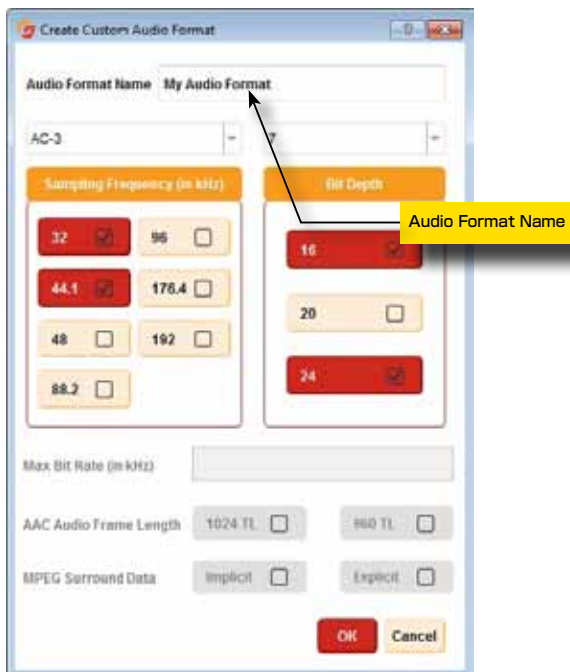 Create Custom Audio Format
Audio Format Name My Audio Format
AC-3 7
Sampling Frequency (in kHz) Bit Depth
Audio Format Name
32 96
16
44.1 176.4
20
48 192
24
88.2
Max Bit Rate (in kHz)
AAC Audio Frame Length 1024 TL 960 TL
MPEG Surround Data Implicit Explicit
OK Cancel